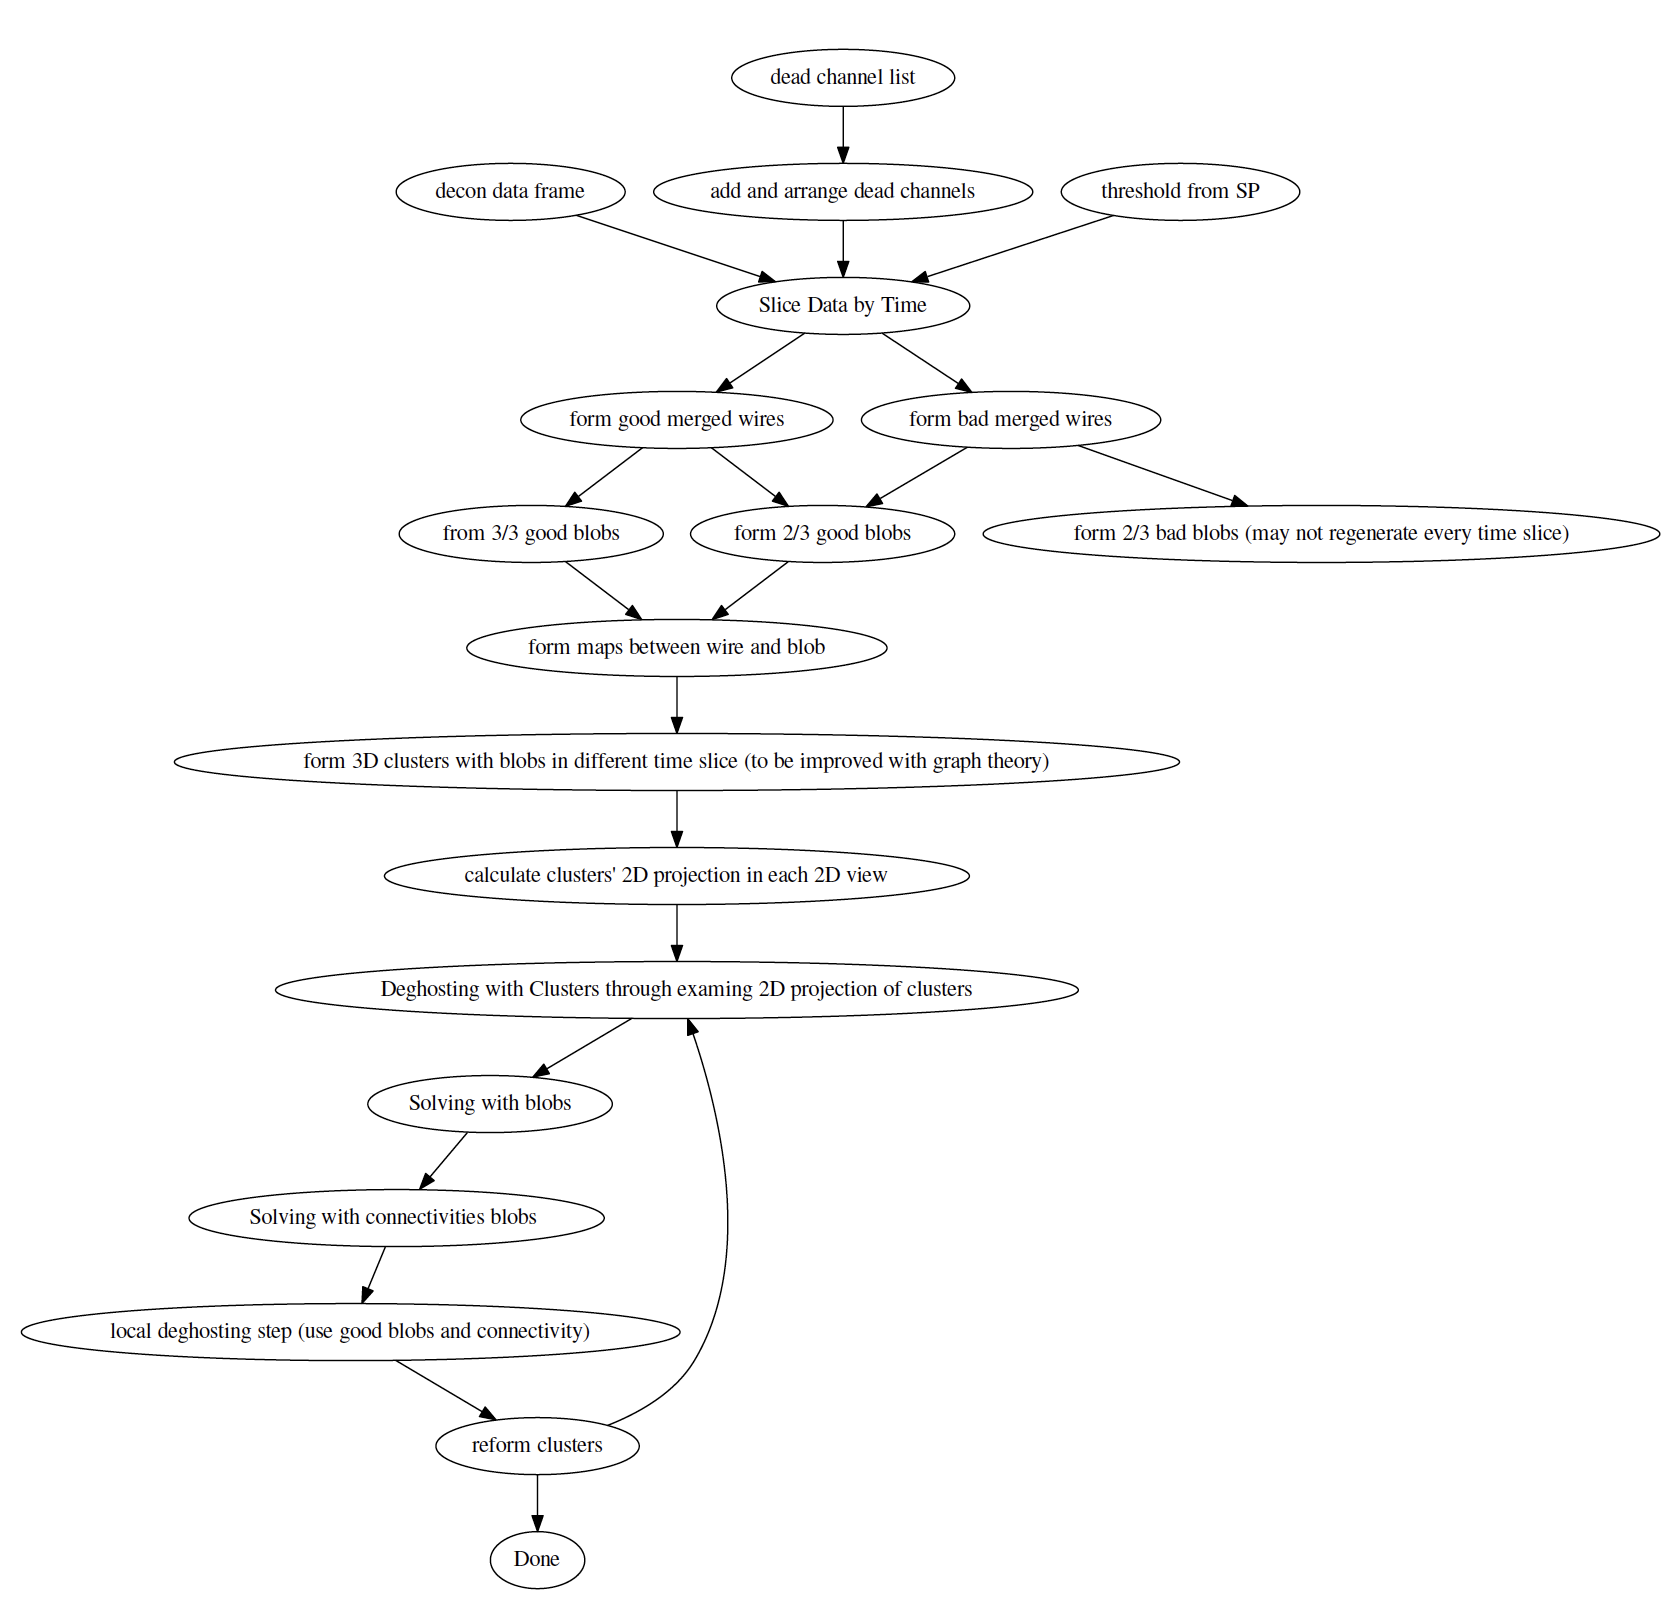 dead channel list
decon data frame
add and arrange dead channels
threshold from SP
Slice Data by Time
form good merged wires
form bad merged wires
from 3/3 good blobs
form 2/3 good blobs
form 2/3 bad blobs (may not regenerate every time slice)
form maps between wire and blob
form 3D clusters with blobs in different time slice (to be improved with graph theory)
calculate clusters' 2D projection in each 2D view
Deghosting with Clusters through examing 2D projection of clusters
Solving with blobs
Solving with connectivities blobs
local deghosting step (use good blobs and connectivity)
reform clusters
Done